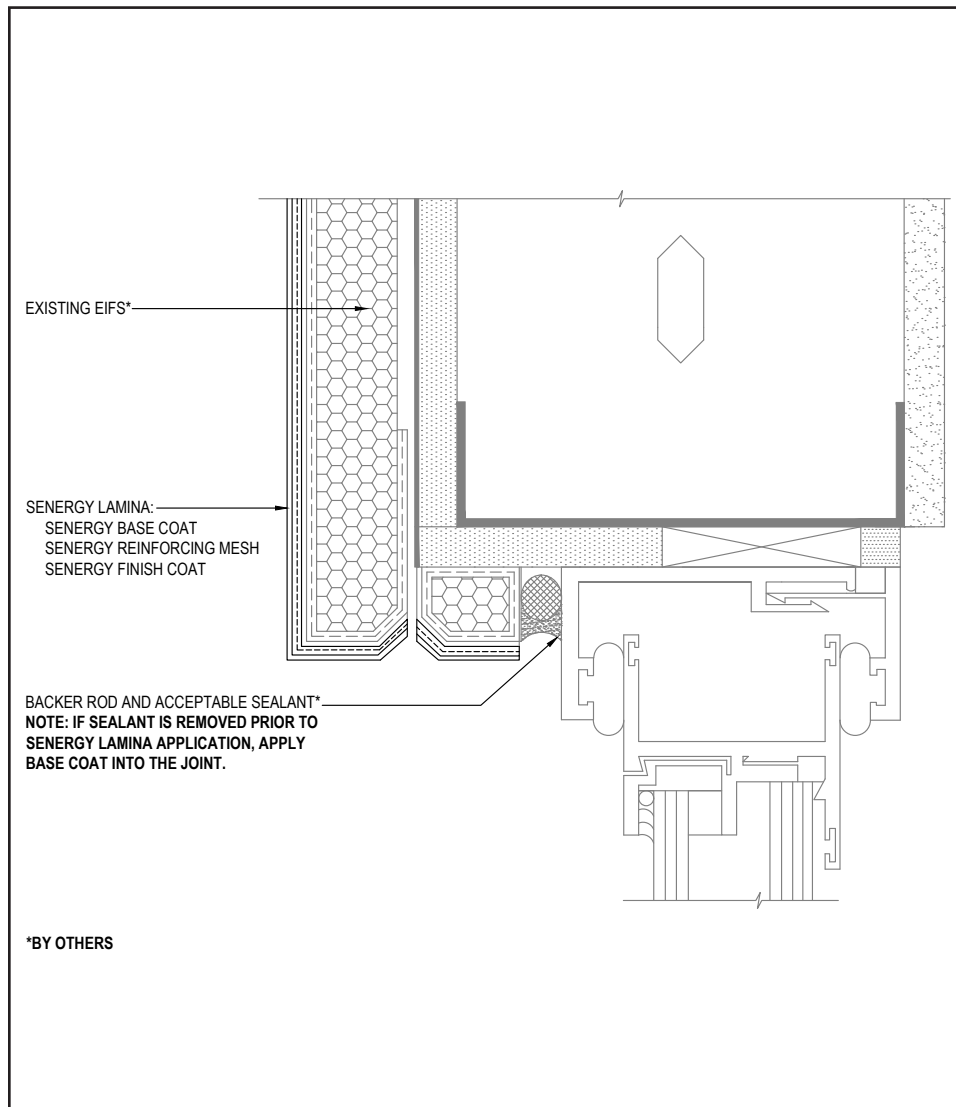 EXISTING EIFS*
SENERGY LAMINA:
SENERGY BASE COAT
SENERGY REINFORCING MESH
SENERGY FINISH COAT
BACKER ROD AND ACCEPTABLE SEALANT*
NOTE: IF SEALANT IS REMOVED PRIOR TO
SENERGY LAMINA APPLICATION, APPLY
BASE COAT INTO THE JOINT.
*BY OTHERS